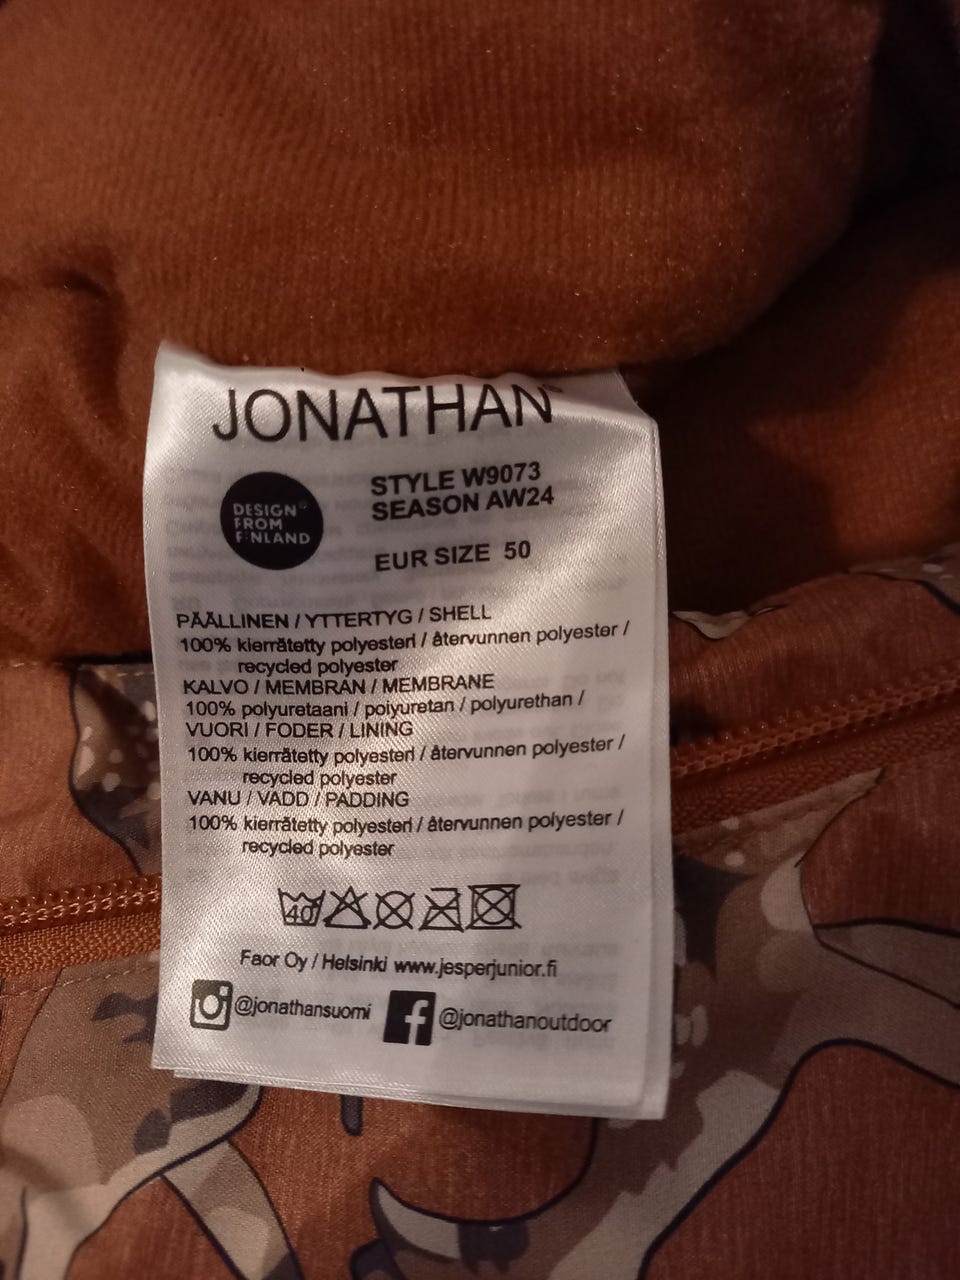 JONATHAN
DESIGN
FROM
FINLAND
STYLE W9073
SEASON AW24
EUR SIZE 50
PÄÄLLINEN / YTTERTYG / SHELL
100% kierrätetty polyesteri / återvunnen polyester /
recycled polyester
KALVO / MEMBRAN / MEMBRANE
100% polyuretaani / polyuretan / polyurethan /
VUORI / FODER / LINING
100% kierrätetty polyesteri / återvunnen polyester /
recycled polyester
VANU / VADD / PADDING
100% kierrätetty polyesteri / återvunnen polyester /
recycled polyester
40
Faor Oy / Helsinki www.jesperjunior.fi
@jonathansuomi
@jonathanoutdoor